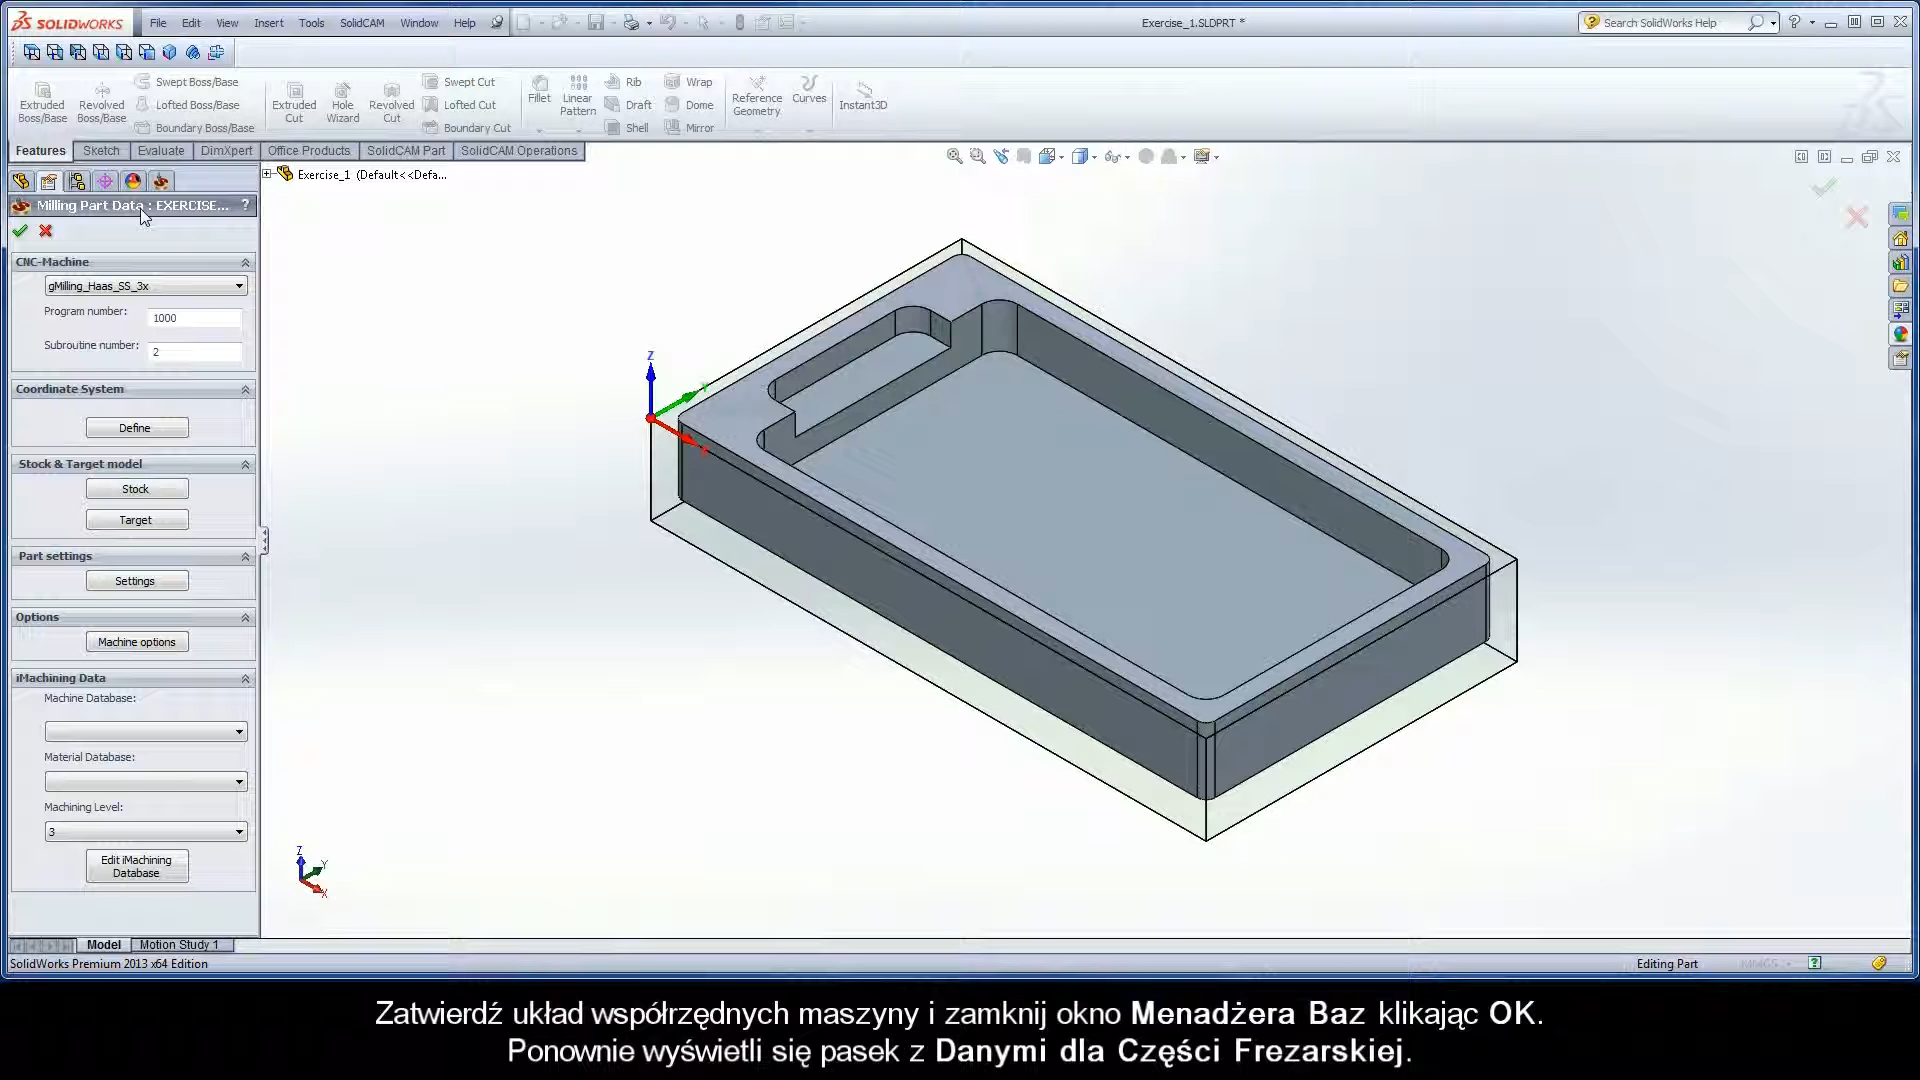 SOLIDWORKS File Edit View Insert Tools SolidCAM Window Help Exercise_1.SLDPRT * Search SolidWorks Help
Extruded Boss/Base
Revolved Boss/Base
Swept Boss/Base
Lofted Boss/Base
Boundary Boss/Base
Extruded Cut
Hole Wizard
Revolved Cut
Swept Cut
Lofted Cut
Boundary Cut
Fillet
Linear Pattern
Rib
Draft
Shell
Wrap
Dome
Mirror
Reference Geometry
Curves
Instant3D
Features Sketch Evaluate DimXpert Office Products SolidCAM Part SolidCAM Operations
Exercise_1 (Default<<Defa...
Milling Part Data : EXERCISE... ?
CNC-Machine
gMilling_Haas_SS_3x
Program number: 1000
Subroutine number: 2
Coordinate System
Define
Stock & Target model
Stock
Target
Part settings
Settings
Options
Machine options
iMachining Data
Machine Database:
Material Database:
Machining Level:
3
Edit iMachining
Database
Z
Y
X
Z
Y
X
Model Motion Study 1
SolidWorks Premium 2013 x64 Edition Editing Part
Zatwierdź układ współrzędnych maszyny i zamknij okno Menadżera Baz klikając OK.
Ponownie wyświetli się pasek z Danymi dla Części Frezarskiej.